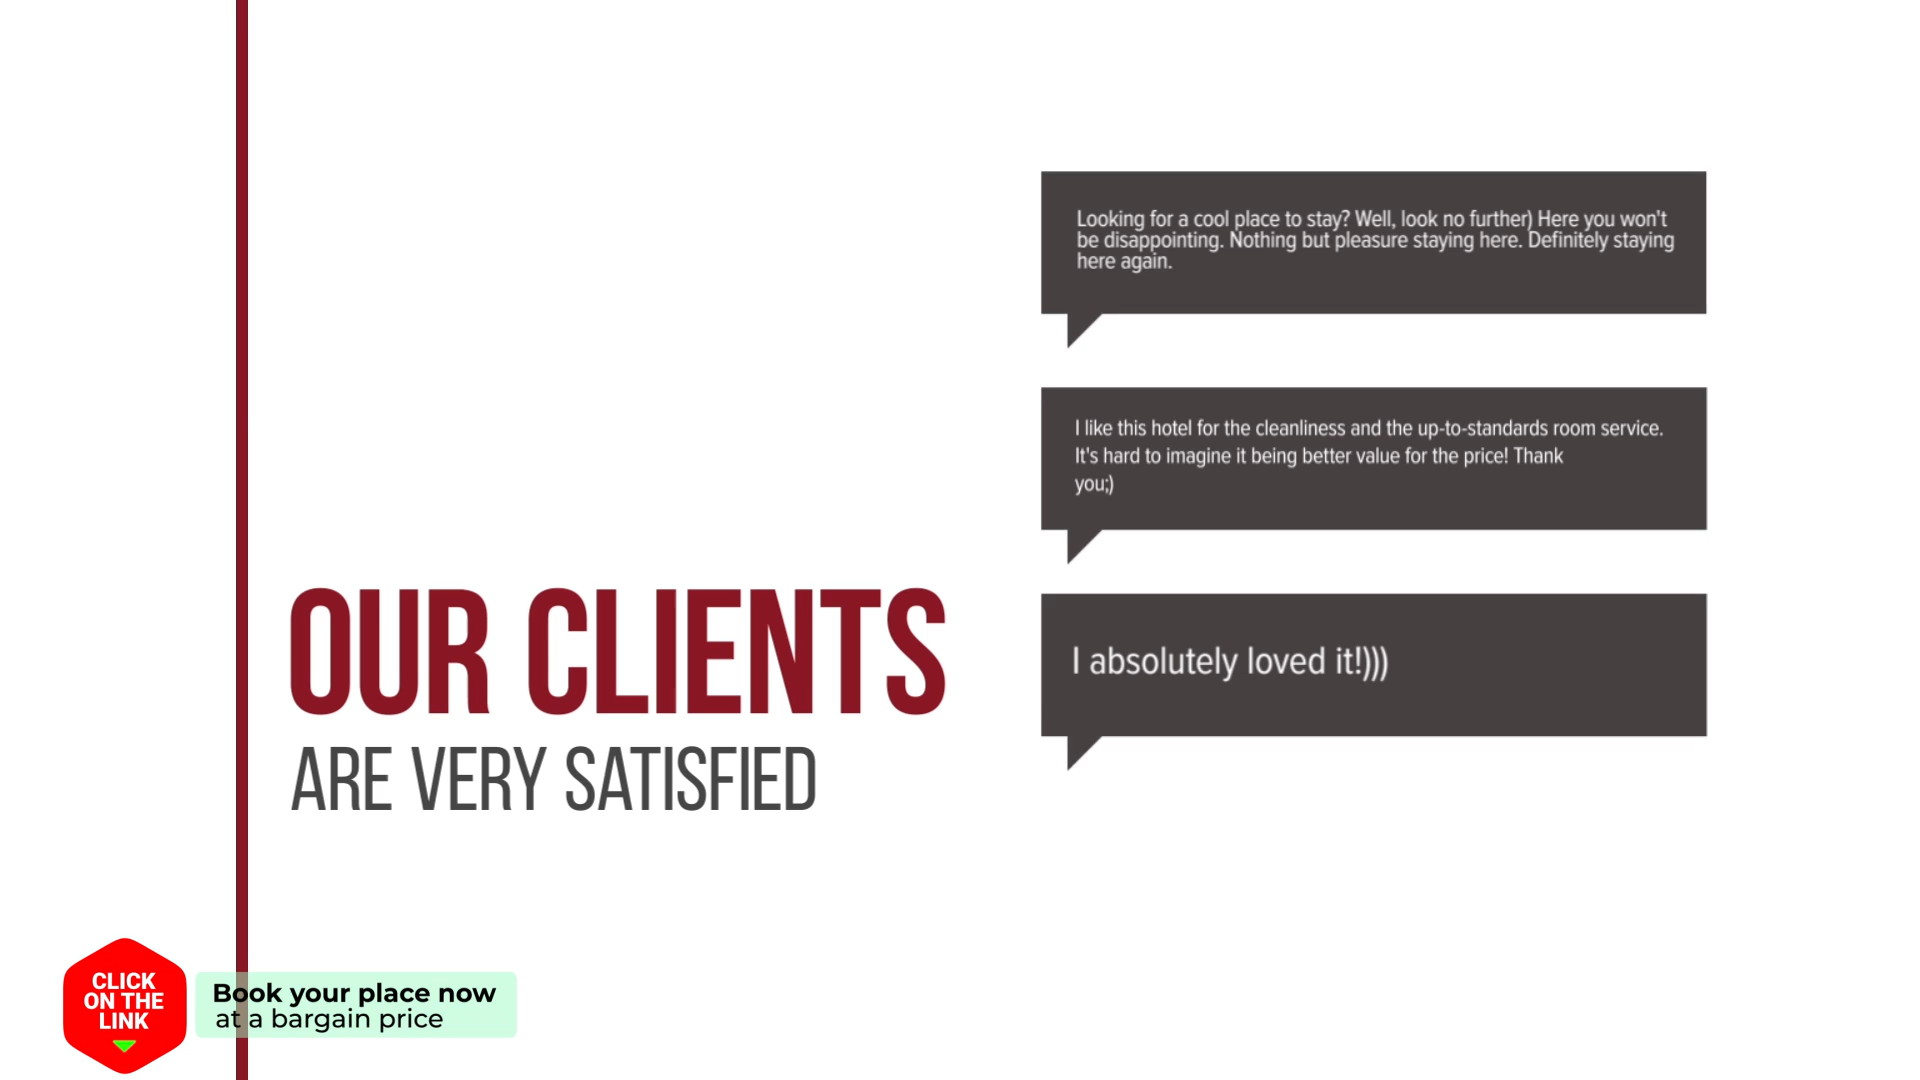 Looking for a cool place to stay? Well, look no further) Here you won't
be disappointing. Nothing but pleasure staying here. Definitely staying
here again.
I like this hotel for the cleanliness and the up-to-standards room service.
It's hard to imagine it being better value for the price! Thank
you;)
I absolutely loved it!)))
OUR CLIENTS
ARE VERY SATISFIED
CLICK
ON THE
LINK
Book your place now
at a bargain price